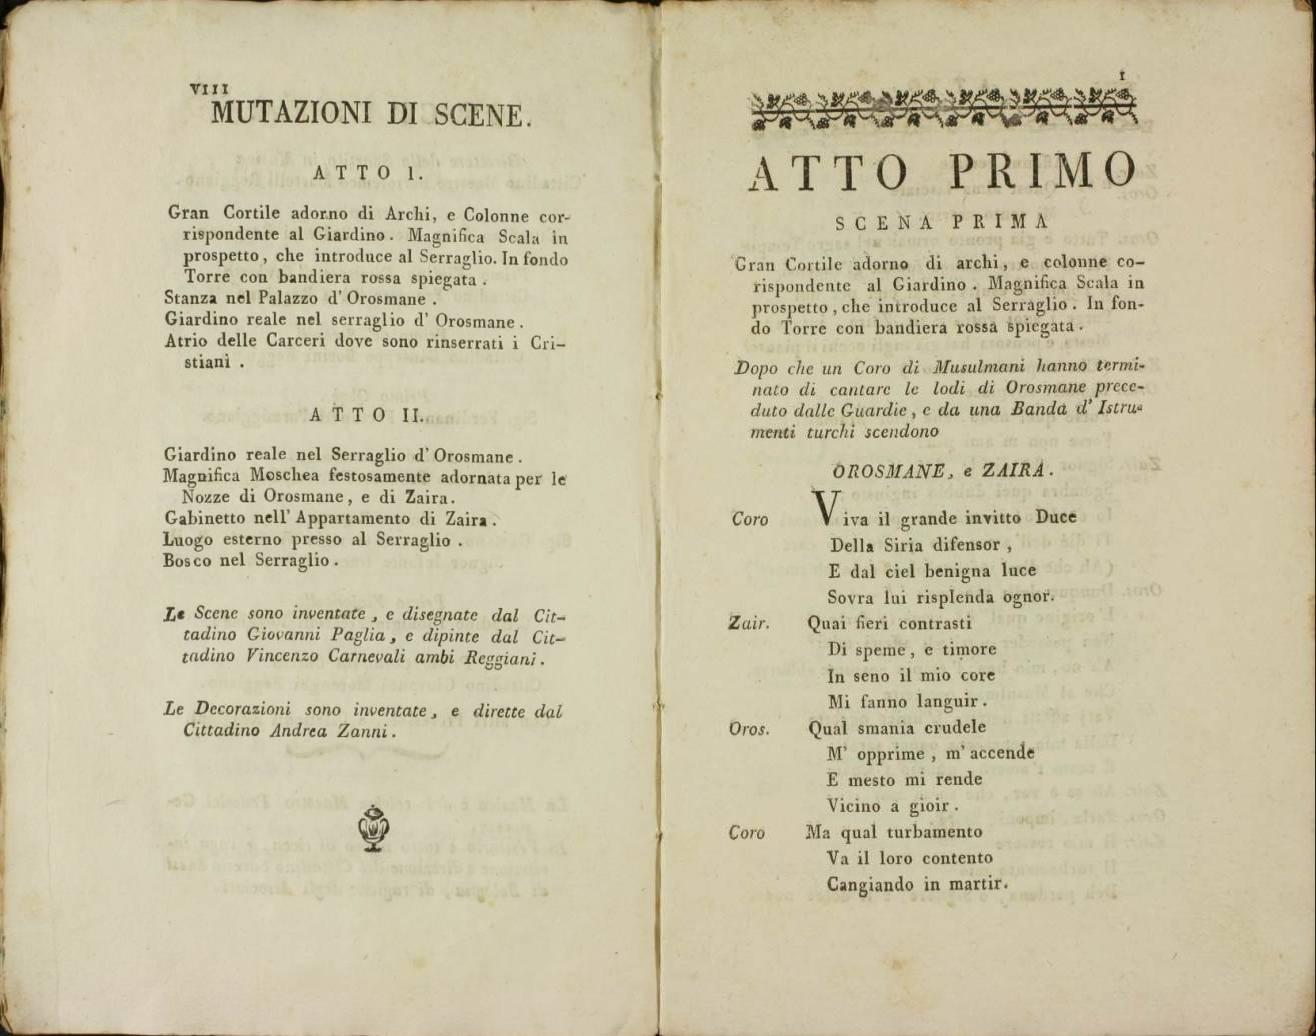 VIII
MUTAZIONI DI SCENE.
ATTO I.
Gran Cortile adorno di Archi, e Colonne cor-
rispondente al Giardino. Magnifica Scala in
prospetto, che introduce al Serraglio. In fondo
Torre con bandiera rossa spiegata.
Stanza nel Palazzo d' Orosmane.
Giardino reale nel serraglio d' Orosmane.
Atrio delle Carceri dove sono rinserrati i Cri-
stiani.
ATTO II.
Giardino reale nel Serraglio d' Orosmane.
Magnifica Moschea festosamente adornata per le
Nozze di Orosmane, e di Zaira.
Gabinetto nell' Appartamento di Zaira.
Luogo esterno presso al Serraglio.
Bosco nel Serraglio.
Le Scene sono inventate, e disegnate dal Cit-
tadino Giovanni Paglia, e dipinte dal Cit-
tadino Vincenzo Carnevali ambi Reggiani.
Le Decorazioni sono inventate, e dirette dal
Cittadino Andrea Zanni.
I
ATTO PRIMO
SCENA PRIMA
Gran Cortile adorno di archi, e colonne co-
rispondente al Giardino. Magnifica Scala in
prospetto, che introduce al Serraglio. In fon-
do Torre con bandiera rossa spiegata.
Dopo che un Coro di Musulmani hanno termi-
nato di cantare le lodi di Orosmane prece-
duto dalle Guardie, e da una Banda d' Istru-
menti turchi scendono
OROSMANE, e ZAIRA.
Coro Viva il grande invitto Duce
Della Siria difensor,
E dal ciel benigna luce
Sovra lui risplenda ognor.
Zair. Quai fieri contrasti
Di speme, e timore
In seno il mio core
Mi fanno languir.
Oros. Qual smania crudele
M' opprime, m' accende
E mesto mi rende
Vicino a gioir.
Coro Ma qual turbamento
Va il loro contento
Cangiando in martir.